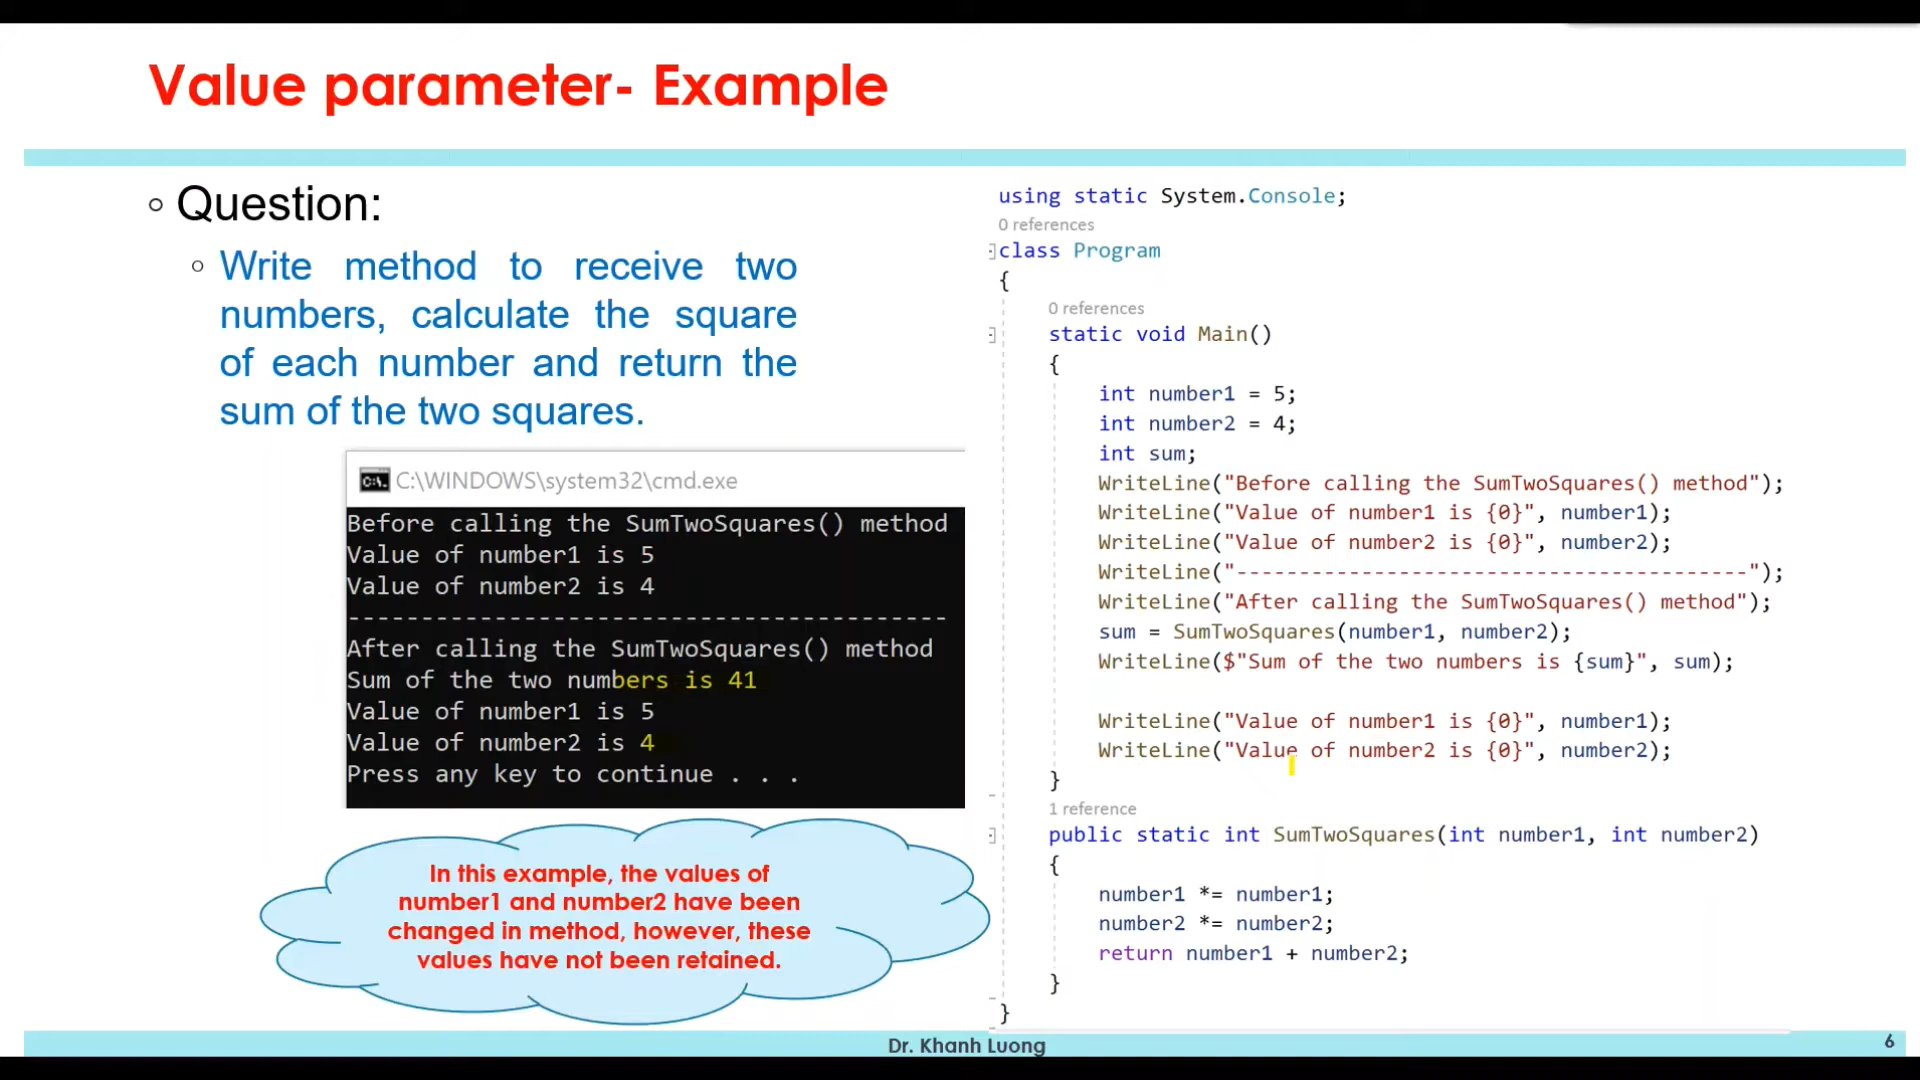 Value parameter- Example
Question:
Write method to receive two
numbers, calculate the square
of each number and return the
sum of the two squares.
C:\WINDOWS\system32\cmd.exe
Before calling the SumTwoSquares() method
Value of number1 is 5
Value of number2 is 4
-----------------------------------------
After calling the SumTwoSquares() method
Sum of the two numbers is 41
Value of number1 is 5
Value of number2 is 4
Press any key to continue . . .
In this example, the values of
number1 and number2 have been
changed in method, however, these
values have not been retained.
using static System.Console;
0 references
class Program
{
0 references
static void Main()
{
int number1 = 5;
int number2 = 4;
int sum;
WriteLine("Before calling the SumTwoSquares() method");
WriteLine("Value of number1 is {0}", number1);
WriteLine("Value of number2 is {0}", number2);
WriteLine("-----------------------------------------");
WriteLine("After calling the SumTwoSquares() method");
sum = SumTwoSquares(number1, number2);
WriteLine($"Sum of the two numbers is {sum}", sum);
WriteLine("Value of number1 is {0}", number1);
WriteLine("Value of number2 is {0}", number2);
}
1 reference
public static int SumTwoSquares(int number1, int number2)
{
number1 *= number1;
number2 *= number2;
return number1 + number2;
}
}
Dr. Khanh Luong
6